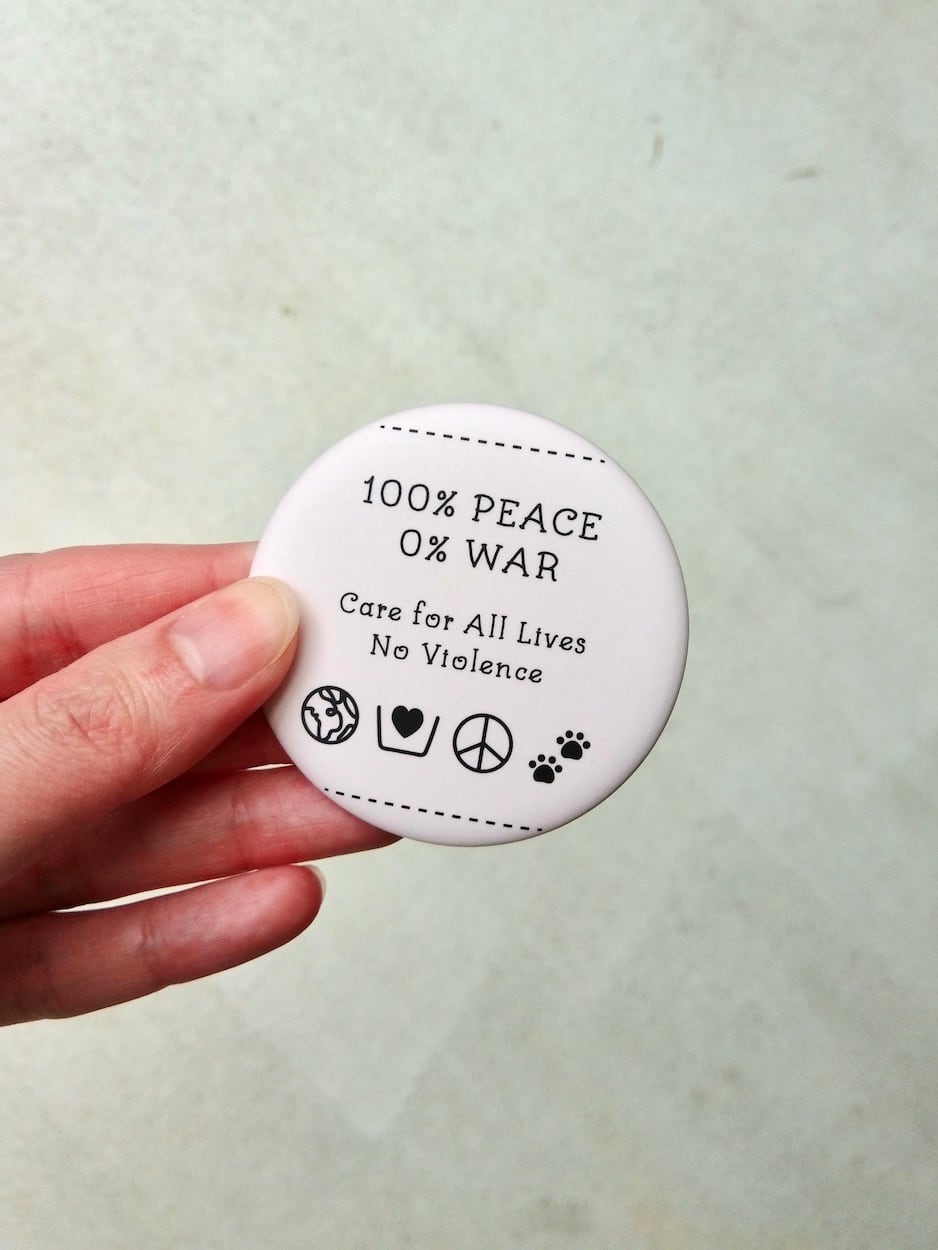 100% PEACE
0% WAR
Care for All Lives
No Violence